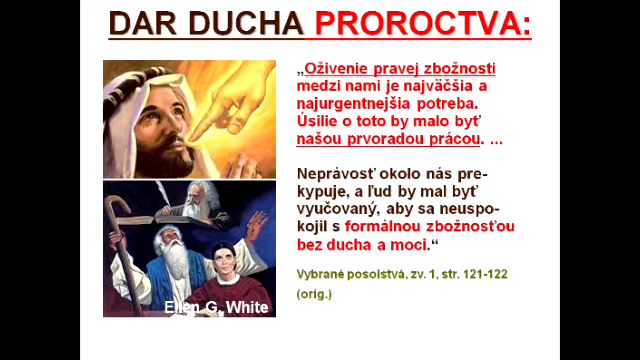 DAR DUCHA PROROCTVA:
„Oživenie pravej zbožnosti
medzi nami je najväčšia a
najurgentnejšia potreba.
Úsilie o toto by malo byť
našou prvoradou prácou. ...
Neprávosť okolo nás pre-
kypuje, a ľud by mal byť
vyučovaný, aby sa neuspo-
kojil s formálnou zbožnosťou
bez ducha a moci.“
Vybrané posolstvá, zv. 1, str. 121-122
(orig.)
Ellen G. White